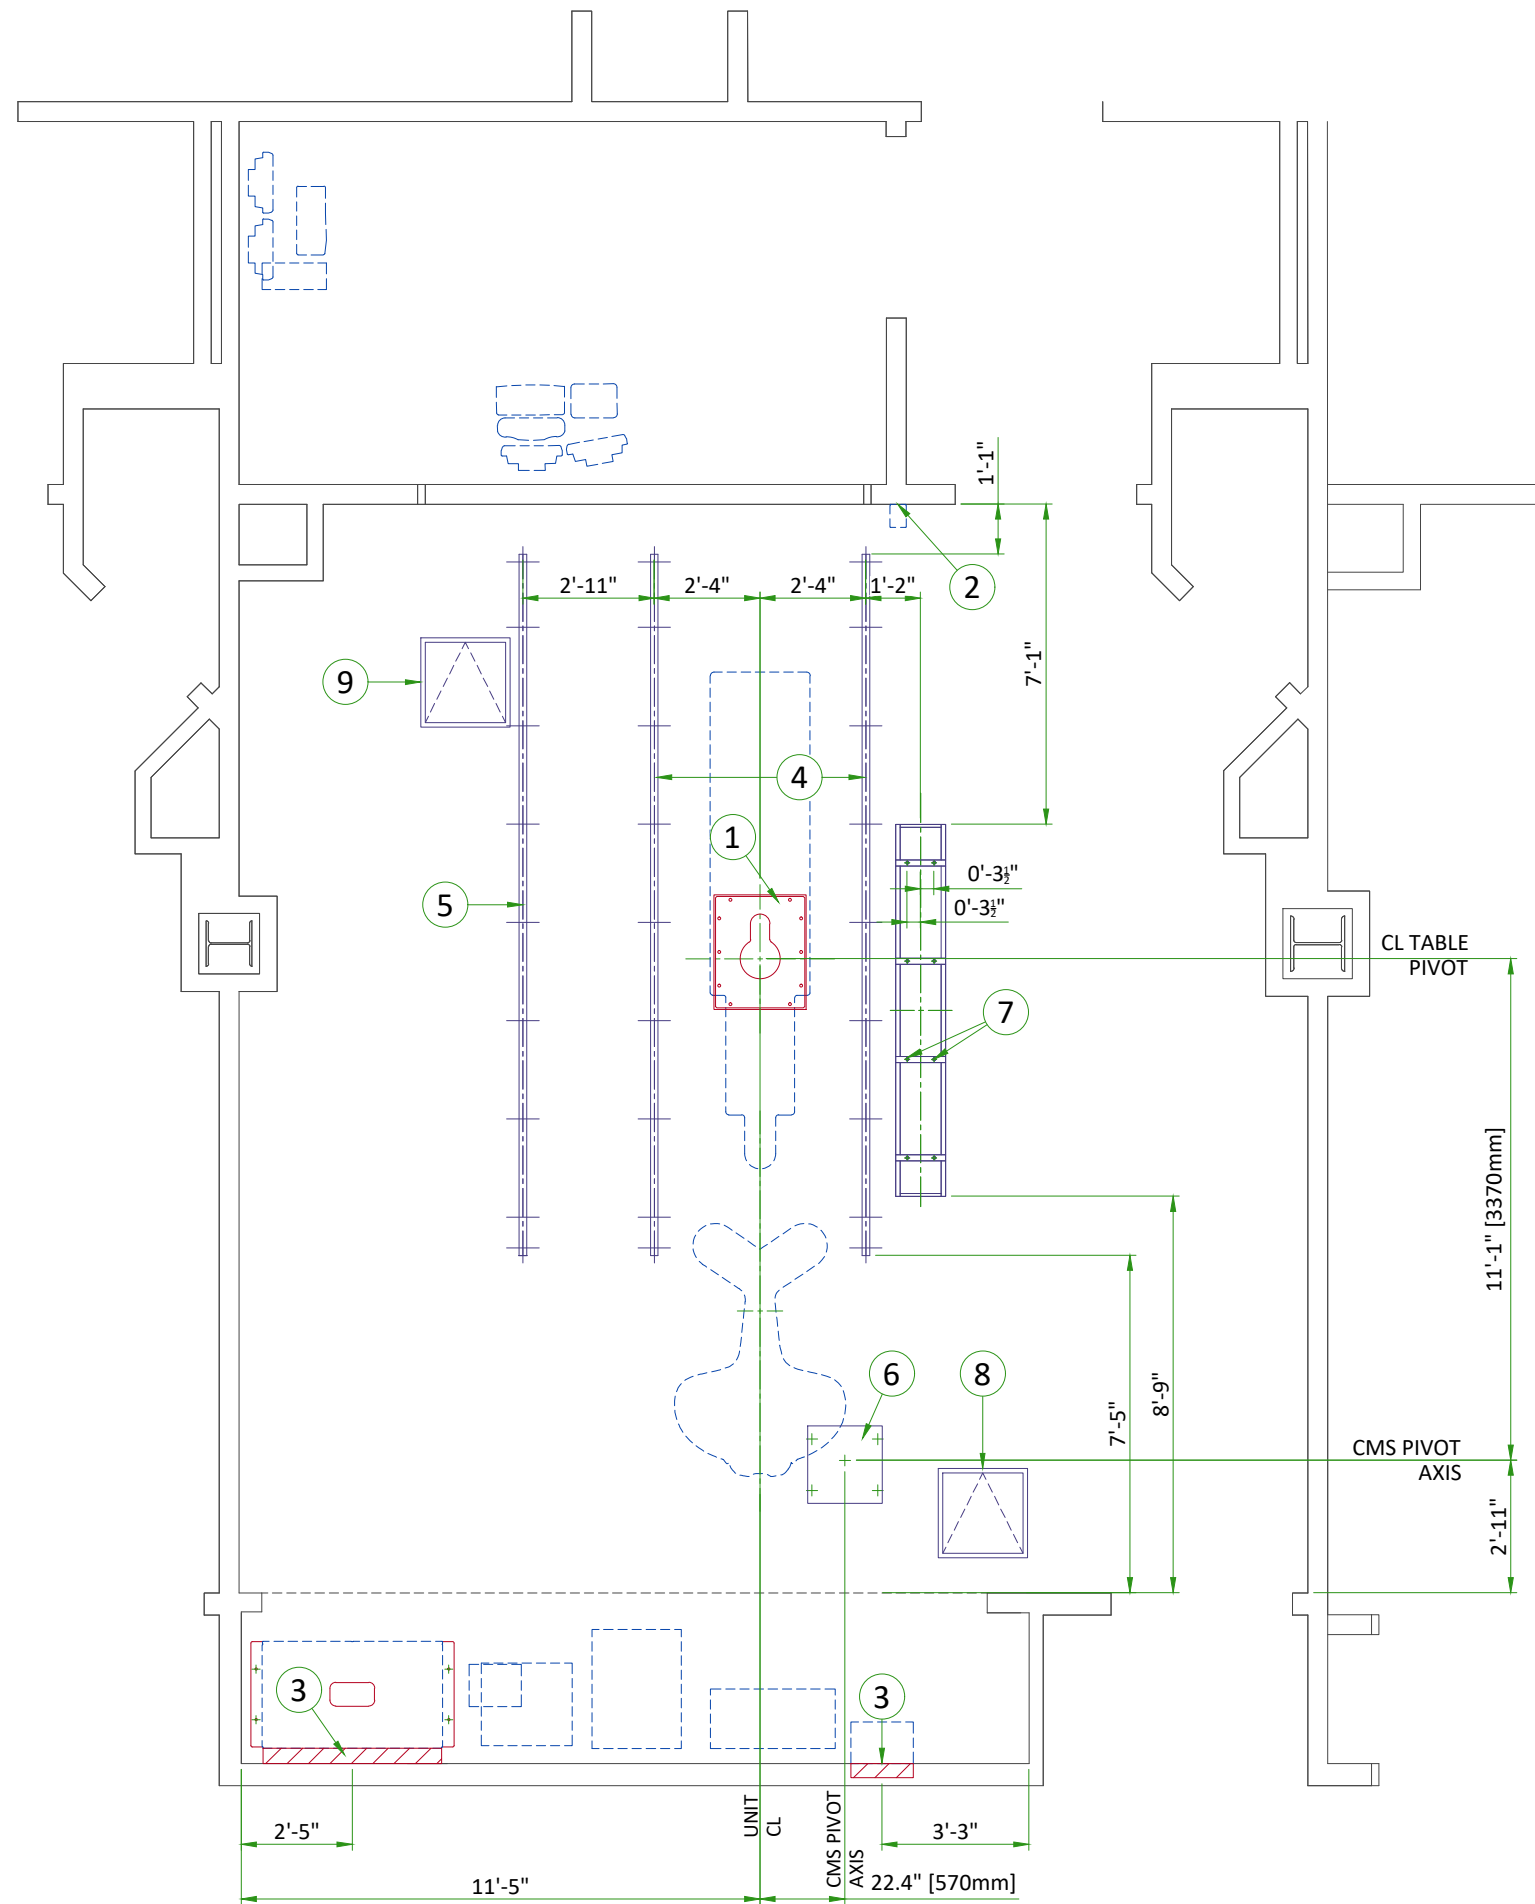 1'-1"
2
2'-11"
2'-4"
2'-4"
1'-2"
7'-1"
9
4
1
5
0'-3½"
0'-3½"
CL TABLE
PIVOT
7
11'-1" [3370mm]
6
8
7'-5"
8'-9"
CMS PIVOT
AXIS
2'-11"
3
3
2'-5"
UNIT
CL
CMS PIVOT
AXIS
3'-3"
11'-5"
22.4" [570mm]